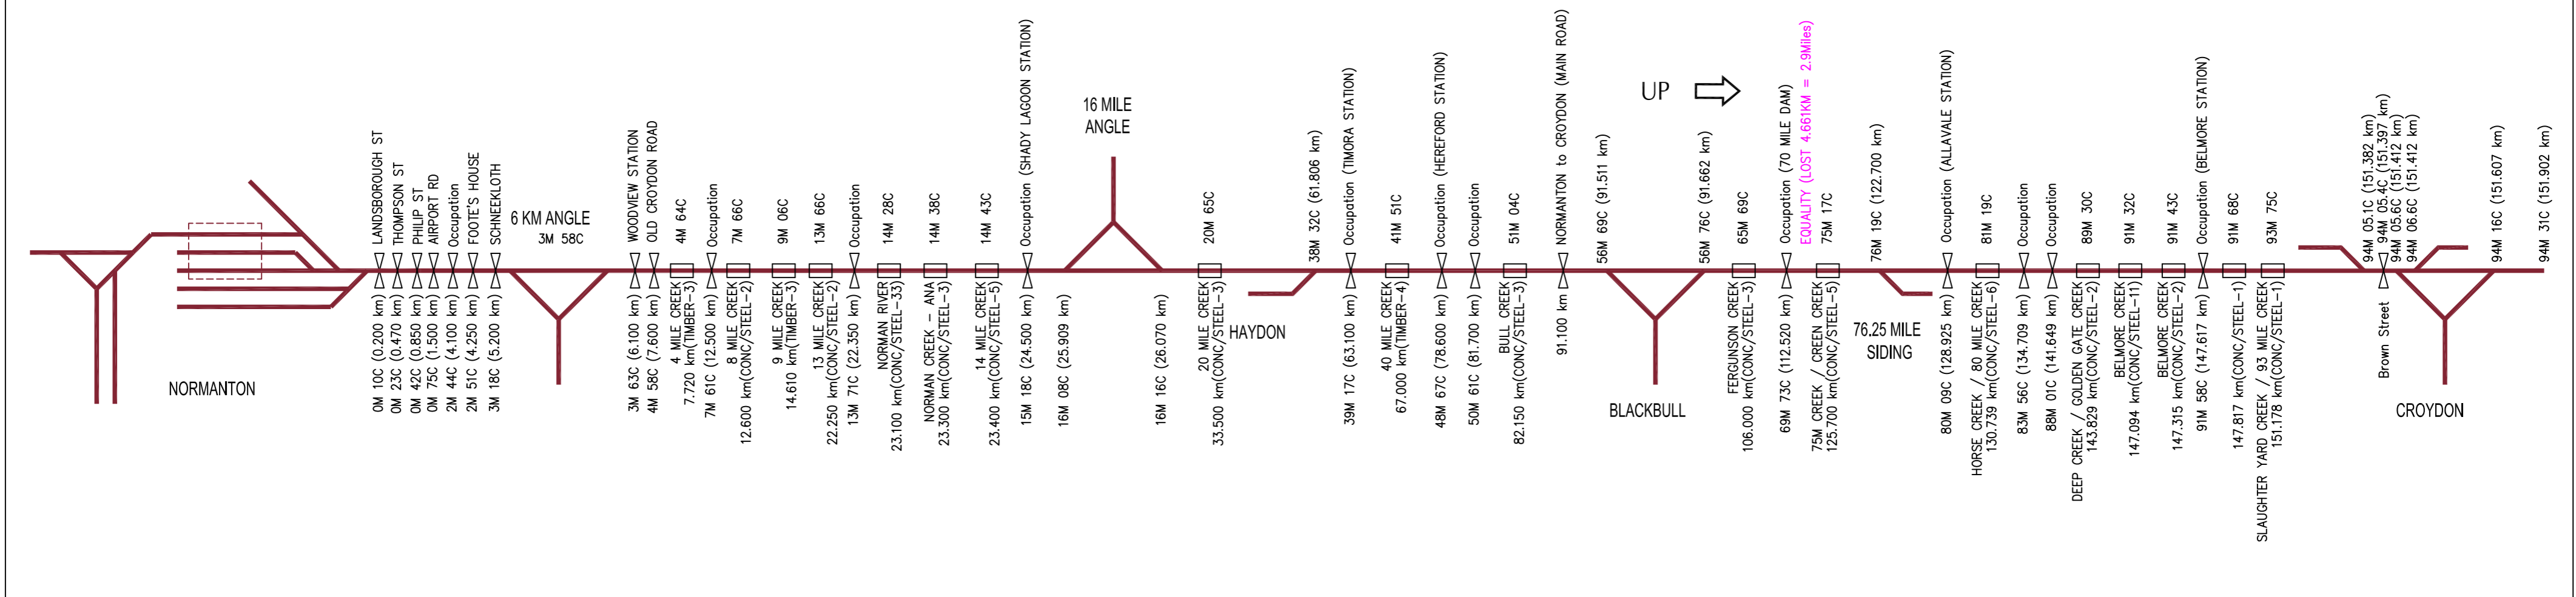 NORMANTON
LANDSBOROUGH ST
0M 10C (0.200 km)
THOMPSON ST
0M 23C (0.470 km)
PHILIP ST
0M 42C (0.850 km)
AIRPORT RD
0M 75C (1.500 km)
Occupation
2M 44C (4.100 km)
FOOTE'S HOUSE
2M 51C (4.250 km)
SCHNEEKLOTH
3M 18C (5.200 km)
6 KM ANGLE
3M 58C
WOODVIEW STATION
3M 63C (6.100 km)
OLD CROYDON ROAD
4M 58C (7.600 km)
4M 64C
4 MILE CREEK
7.720 km(TIMBER-3)
Occupation
7M 61C (12.500 km)
7M 66C
8 MILE CREEK
12.600 km(CONC/STEEL-2)
9M 06C
9 MILE CREEK
14.610 km(TIMBER-3)
13M 66C
13 MILE CREEK
22.250 km(CONC/STEEL-2)
Occupation
13M 71C (22.350 km)
14M 28C
NORMAN RIVER
23.100 km(CONC/STEEL-33)
14M 38C
NORMAN CREEK - ANA
23.300 km(CONC/STEEL-3)
14M 43C
14 MILE CREEK
23.400 km(CONC/STEEL-5)
Occupation (SHADY LAGOON STATION)
15M 18C (24.500 km)
16M 08C (25.909 km)
16 MILE
ANGLE
16M 16C (26.070 km)
20M 65C
20 MILE CREEK
33.500 km(CONC/STEEL-3)
HAYDON
38M 32C (61.806 km)
Occupation (TIMORA STATION)
39M 17C (63.100 km)
41M 51C
40 MILE CREEK
67.000 km(TIMBER-4)
Occupation (HEREFORD STATION)
48M 67C (78.600 km)
Occupation
50M 61C (81.700 km)
51M 04C
BULL CREEK
82.150 km(CONC/STEEL-3)
NORMANTON to CROYDON (MAIN ROAD)
91.100 km
56M 69C (91.511 km)
BLACKBULL
UP
56M 76C (91.662 km)
65M 69C
FERGUNSON CREEK
106.000 km(CONC/STEEL-3)
Occupation (70 MILE DAM)
69M 73C (112.520 km)
EQUALITY (LOST 4.661KM = 2.9Miles)
75M 17C
75M CREEK / CREEN CREEK
125.700 km(CONC/STEEL-5)
76M 19C (122.700 km)
76.25 MILE
SIDING
Occupation (ALLAVALE STATION)
80M 09C (128.925 km)
81M 19C
HORSE CREEK / 80 MILE CREEK
130.739 km(CONC/STEEL-6)
Occupation
83M 56C (134.709 km)
Occupation
88M 01C (141.649 km)
89M 30C
DEEP CREEK / GOLDEN GATE CREEK
143.829 km(CONC/STEEL-2)
91M 32C
BELMORE CREEK
147.094 km(CONC/STEEL-11)
91M 43C
BELMORE CREEK
147.315 km(CONC/STEEL-2)
Occupation (BELMORE STATION)
91M 58C (147.617 km)
91M 68C
147.817 km(CONC/STEEL-1)
93M 75C
SLAUGHTER YARD CREEK / 93 MILE CREEK
151.178 km(CONC/STEEL-1)
94M 05.1C (151.382 km)
94M 05.4C (151.397 km)
Brown Street
94M 05.6C (151.412 km)
94M 06.6C (151.412 km)
CROYDON
94M 16C (151.607 km)
94M 31C (151.902 km)